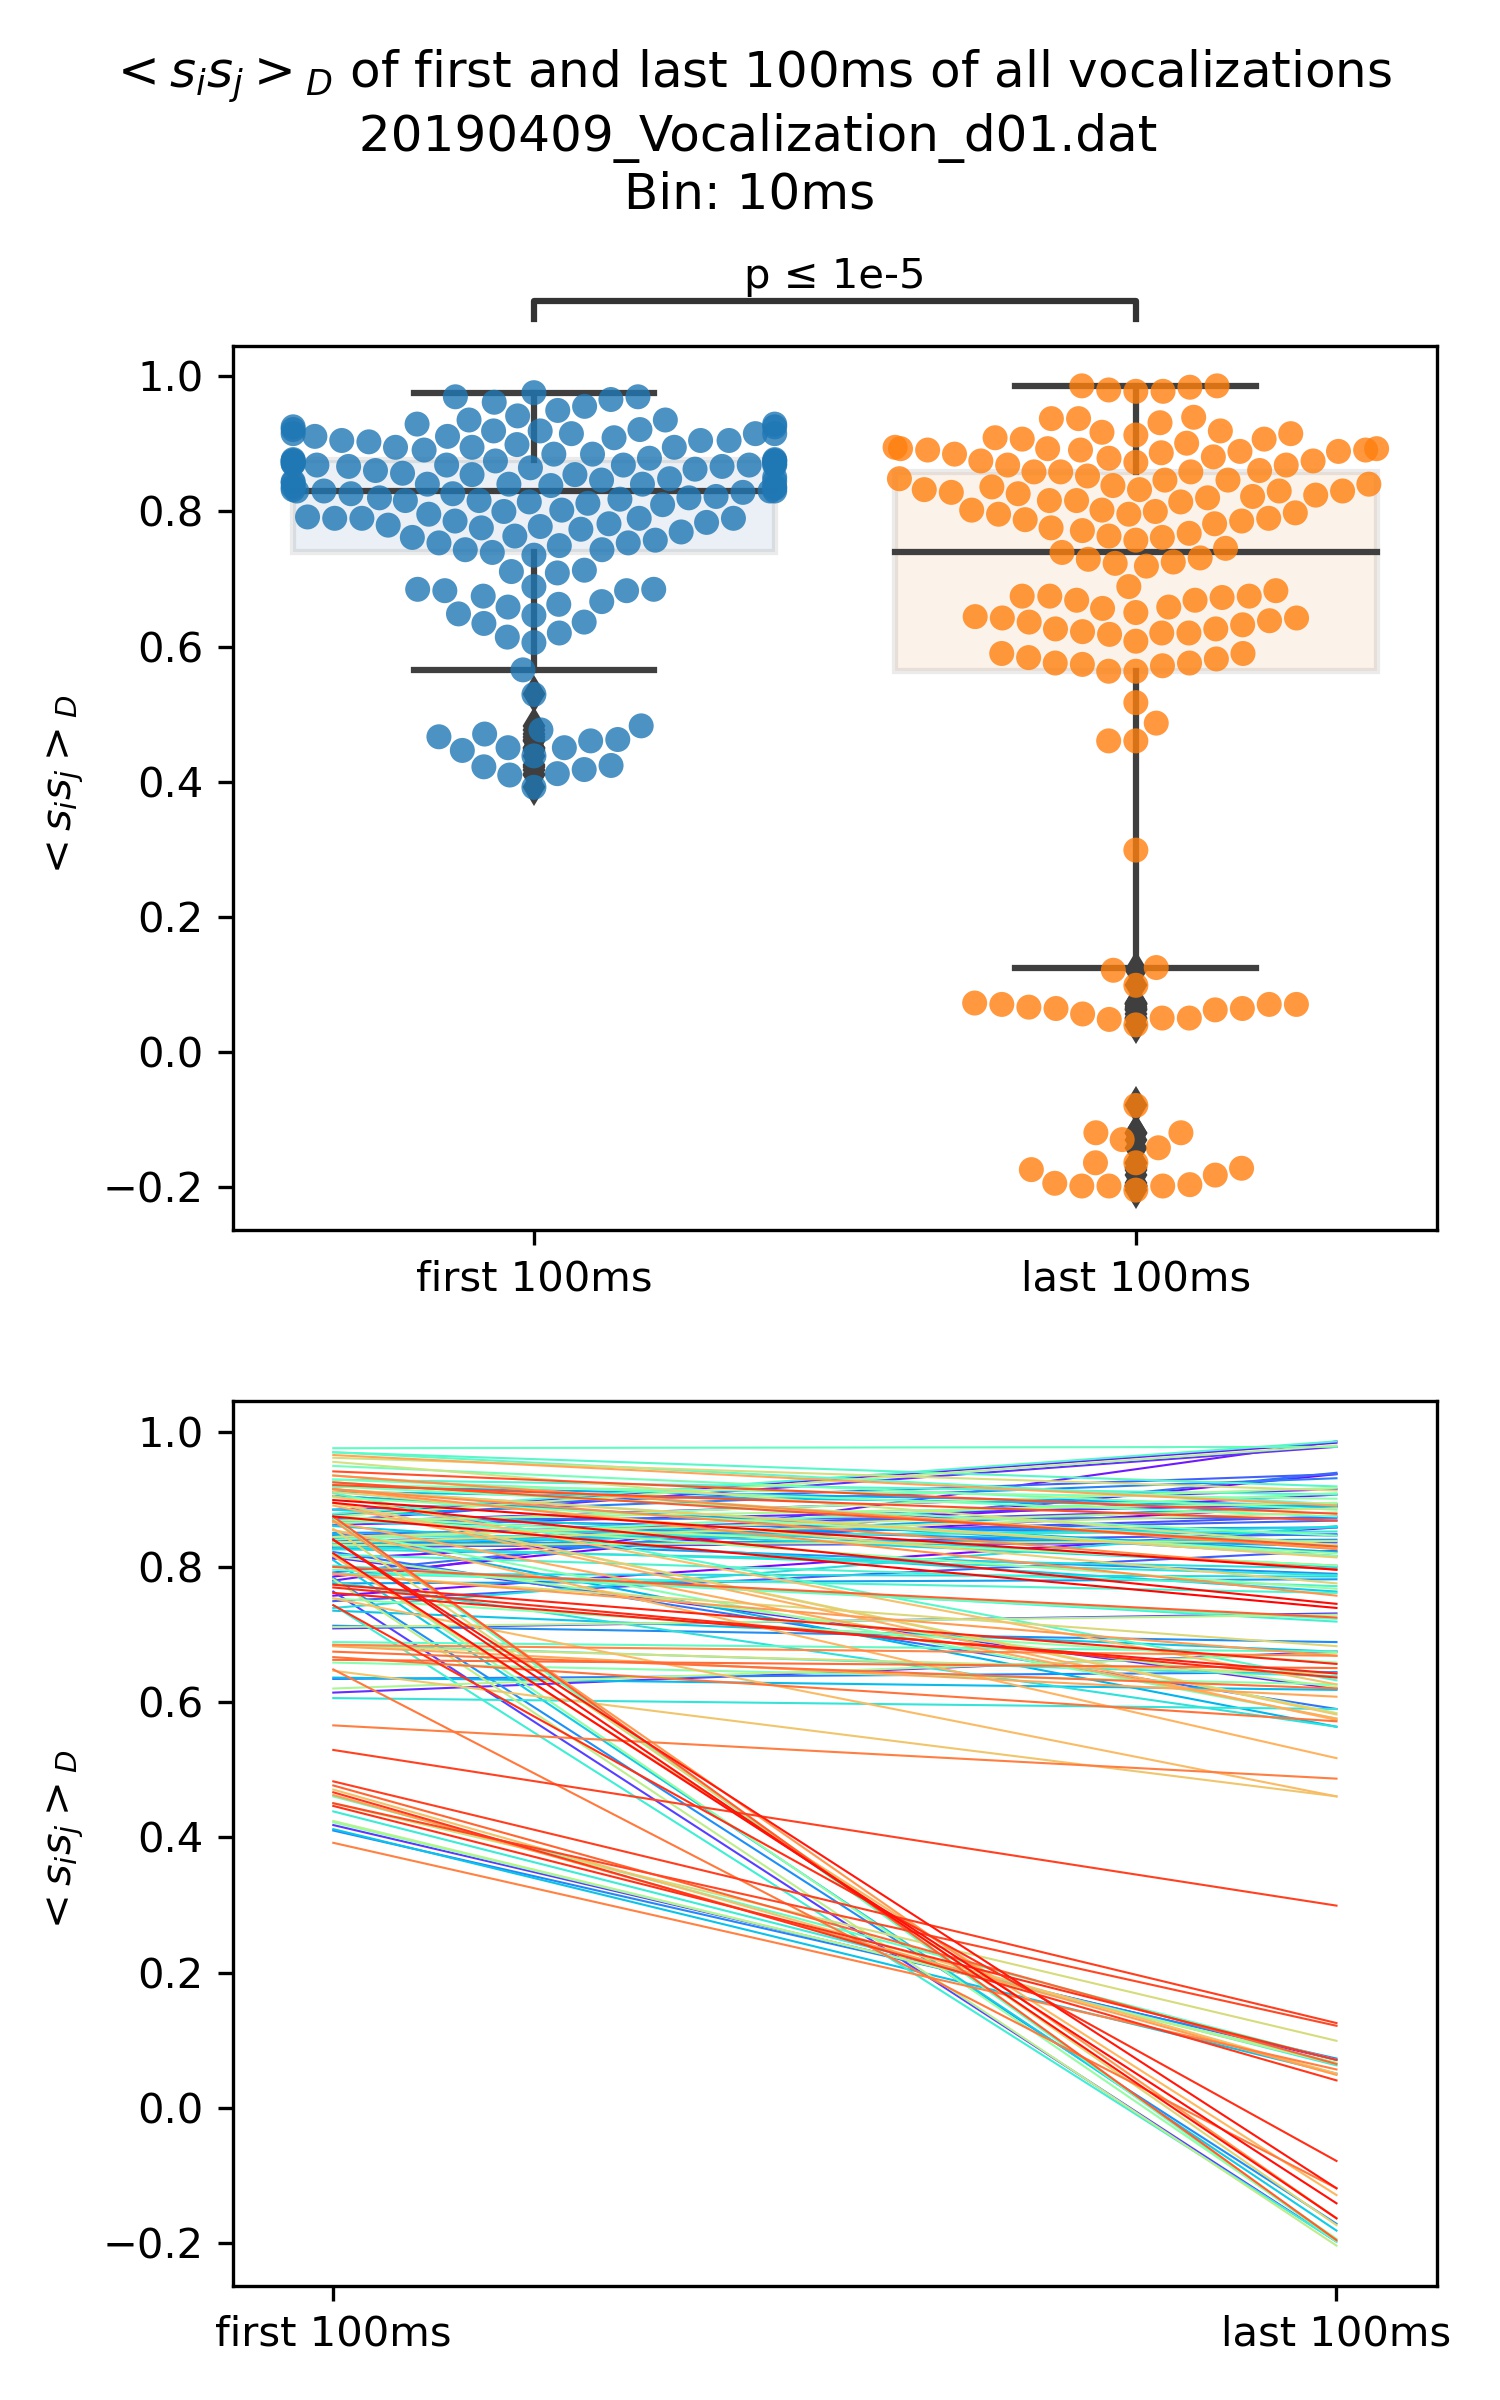 < s_i s_j >_D of first and last 100ms of all vocalizations
20190409_Vocalization_d01.dat
Bin: 10ms
p ≤ 1e-5
1.0
0.8
0.6
0.4
0.2
0.0
−0.2
< s_i s_j >_D
first 100ms last 100ms
1.0
0.8
0.6
0.4
0.2
0.0
−0.2
< s_i s_j >_D
first 100ms last 100ms